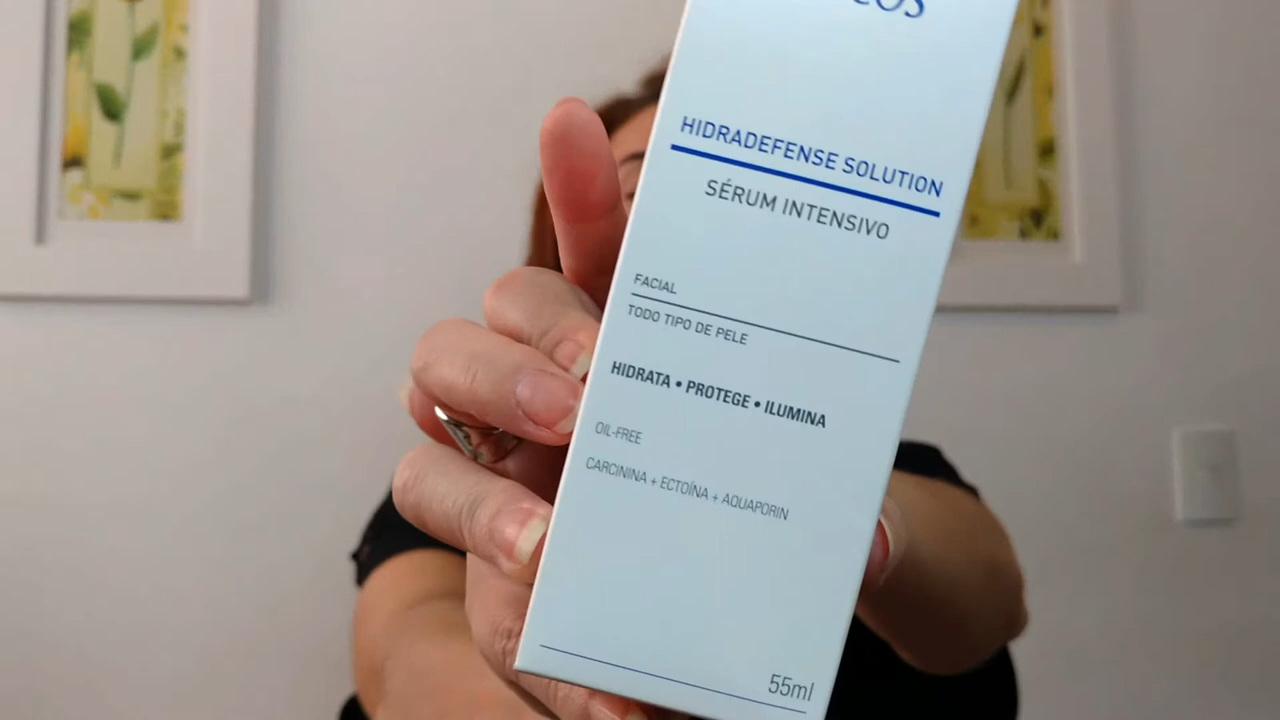 HIDRADEFENSE SOLUTION
SÉRUM INTENSIVO
FACIAL
TODO TIPO DE PELE
HIDRATA • PROTEGE • ILUMINA
OIL-FREE
CARCININA + ECTOÍNA + AQUAPORIN
55ml